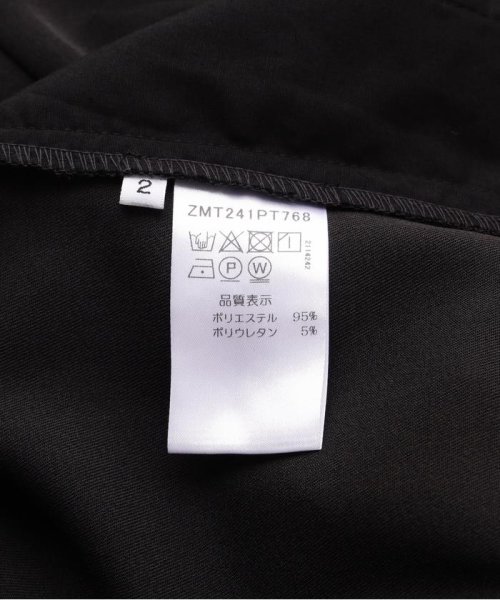 2
ZMT241PT768
2114242
P W
品質表示
ポリエステル 95%
ポリウレタン 5%